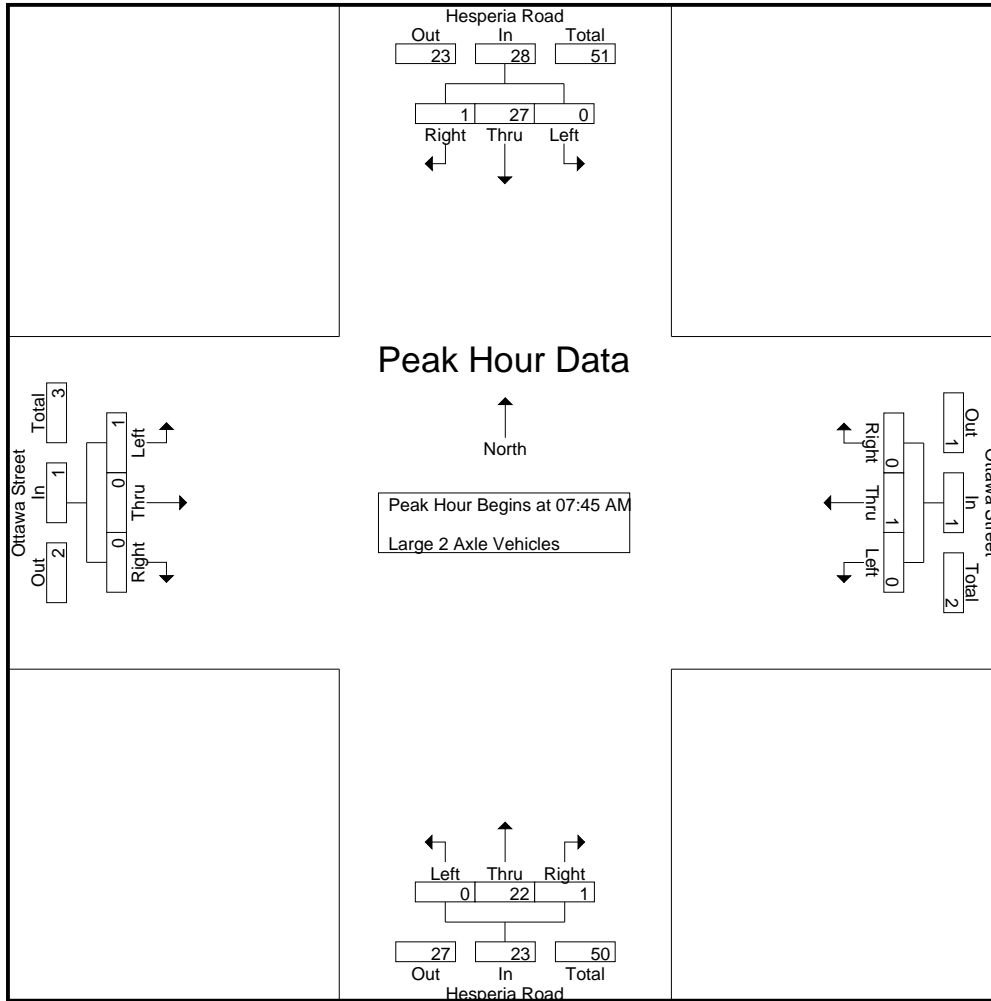 Hesperia Road
Out In Total
23 28 51
1 27 0
Right Thru Left
Peak Hour Data
North
Peak Hour Begins at 07:45 AM
Large 2 Axle Vehicles
Ottawa Street
Total In Out
3 1 2
1 0 0
Left Thru Right
Ottawa Street
Out In Total
1 1 2
0 1 0
Right Thru Left
Left Thru Right
0 22 1
27 23 50
Out In Total
Hesperia Road